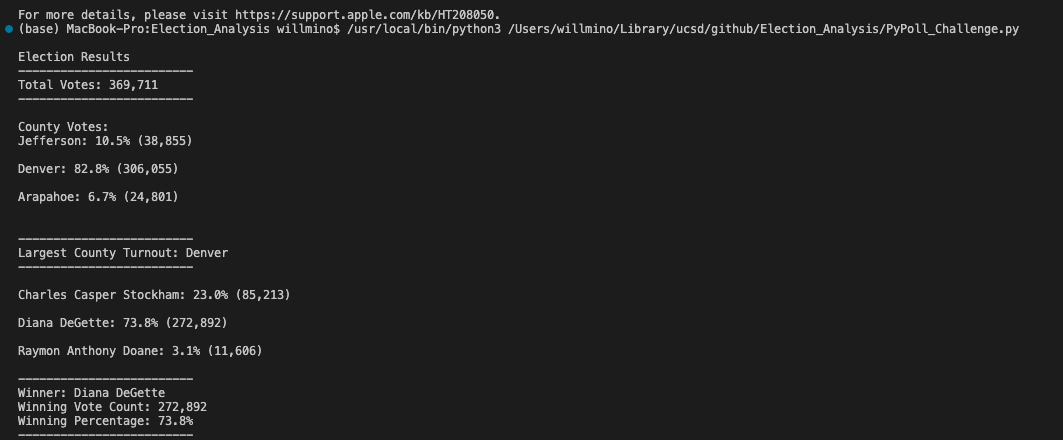 For more details, please visit https://support.apple.com/kb/HT208050.
(base) MacBook-Pro:Election_Analysis willmino$ /usr/local/bin/python3 /Users/willmino/Library/ucsd/github/Election_Analysis/PyPoll_Challenge.py
Election Results
-------------------------
Total Votes: 369,711
-------------------------
County Votes:
Jefferson: 10.5% (38,855)
Denver: 82.8% (306,055)
Arapahoe: 6.7% (24,801)
-------------------------
Largest County Turnout: Denver
-------------------------
Charles Casper Stockham: 23.0% (85,213)
Diana DeGette: 73.8% (272,892)
Raymon Anthony Doane: 3.1% (11,606)
-------------------------
Winner: Diana DeGette
Winning Vote Count: 272,892
Winning Percentage: 73.8%
-------------------------